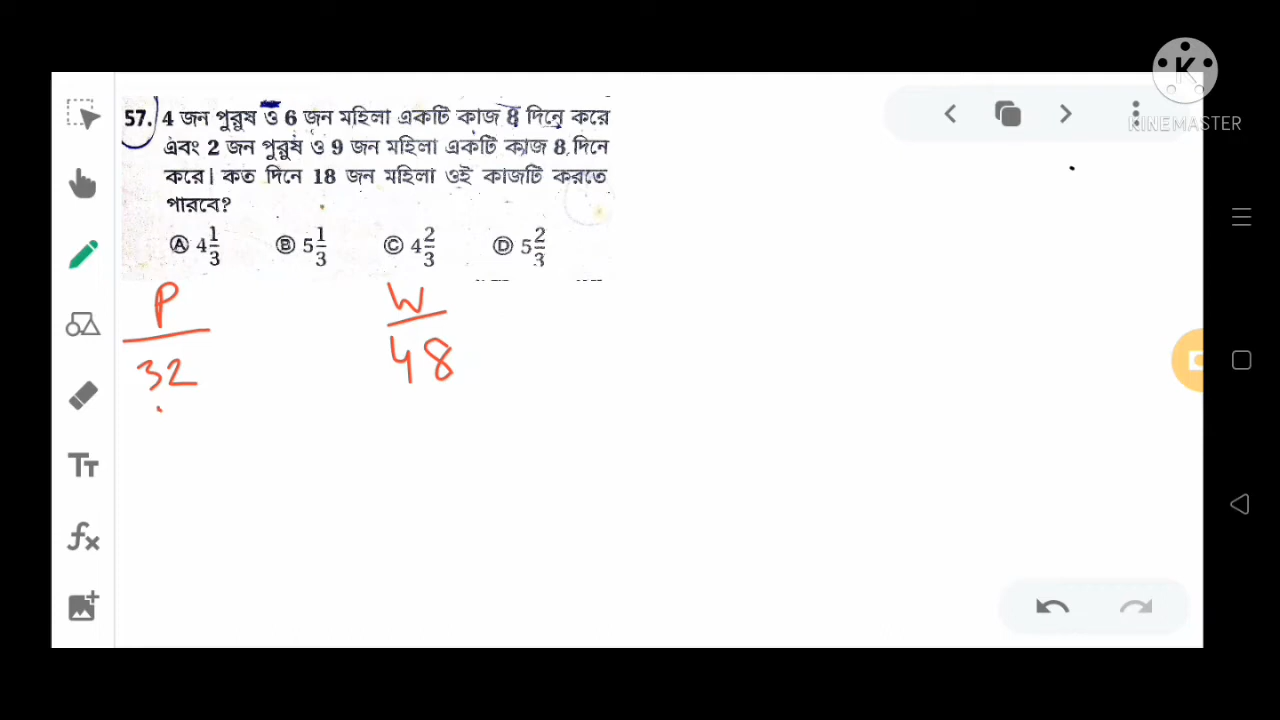 57. 4 জন পুরুষ ও 6 জন মহিলা একটি কাজ 8 দিনে করে
এবং 2 জন পুরুষ ও 9 জন মহিলা একটি কাজ 8 দিনে
করে। কত দিনে 18 জন মহিলা ওই কাজটি করতে
পারবে?
Ⓐ 4 1/3 Ⓑ 5 1/3 Ⓒ 4 2/3 Ⓓ 5 2/3
P W
32 48
K
KINEMASTER
Tт
fx